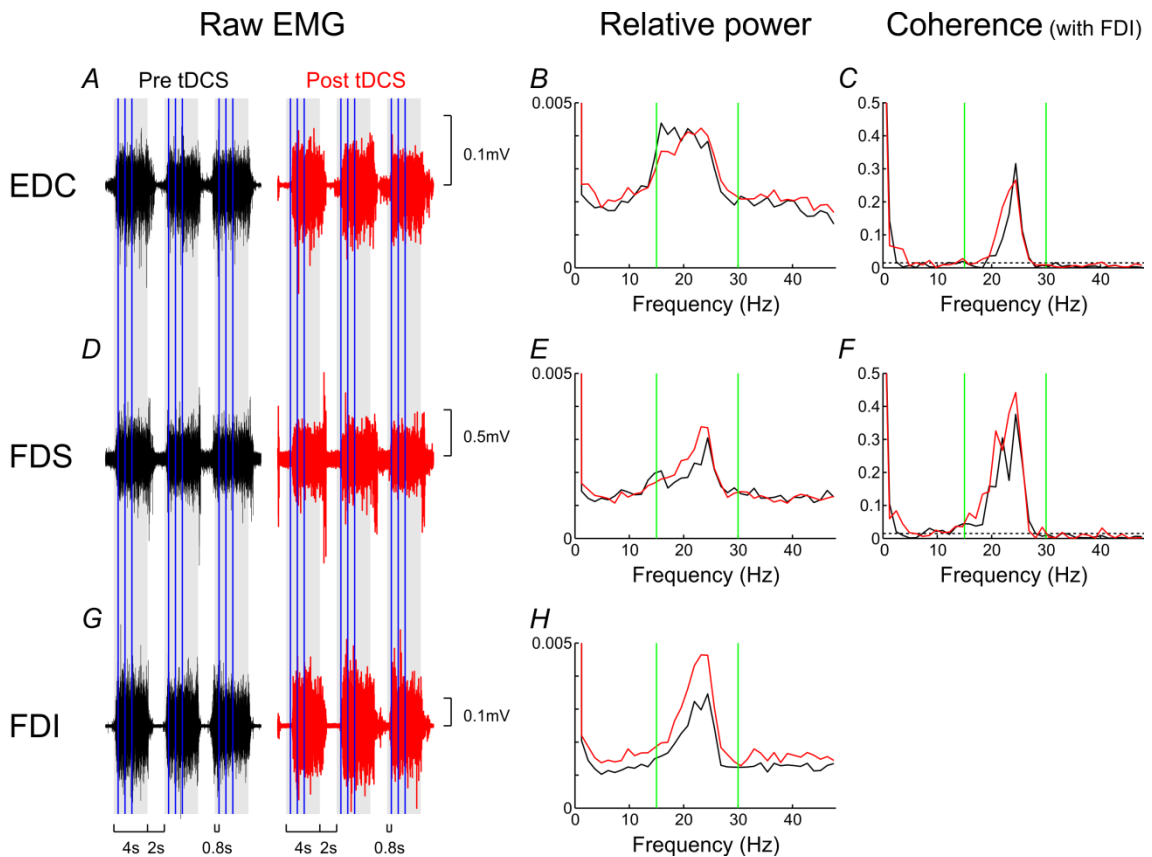 Raw EMG
Relative power
Coherence (with FDI)
A
Pre tDCS
Post tDCS
B
C
EDC
0.1mV
0.005
0
0
10
20
30
40
Frequency (Hz)
0.5
0.4
0.3
0.2
0.1
0
0
10
20
30
40
Frequency (Hz)
D
E
F
FDS
0.5mV
0.005
0
0
10
20
30
40
Frequency (Hz)
0.5
0.4
0.3
0.2
0.1
0
0
10
20
30
40
Frequency (Hz)
G
H
FDI
0.1mV
0.005
0
0
10
20
30
40
Frequency (Hz)
4s 2s 0.8s
4s 2s 0.8s